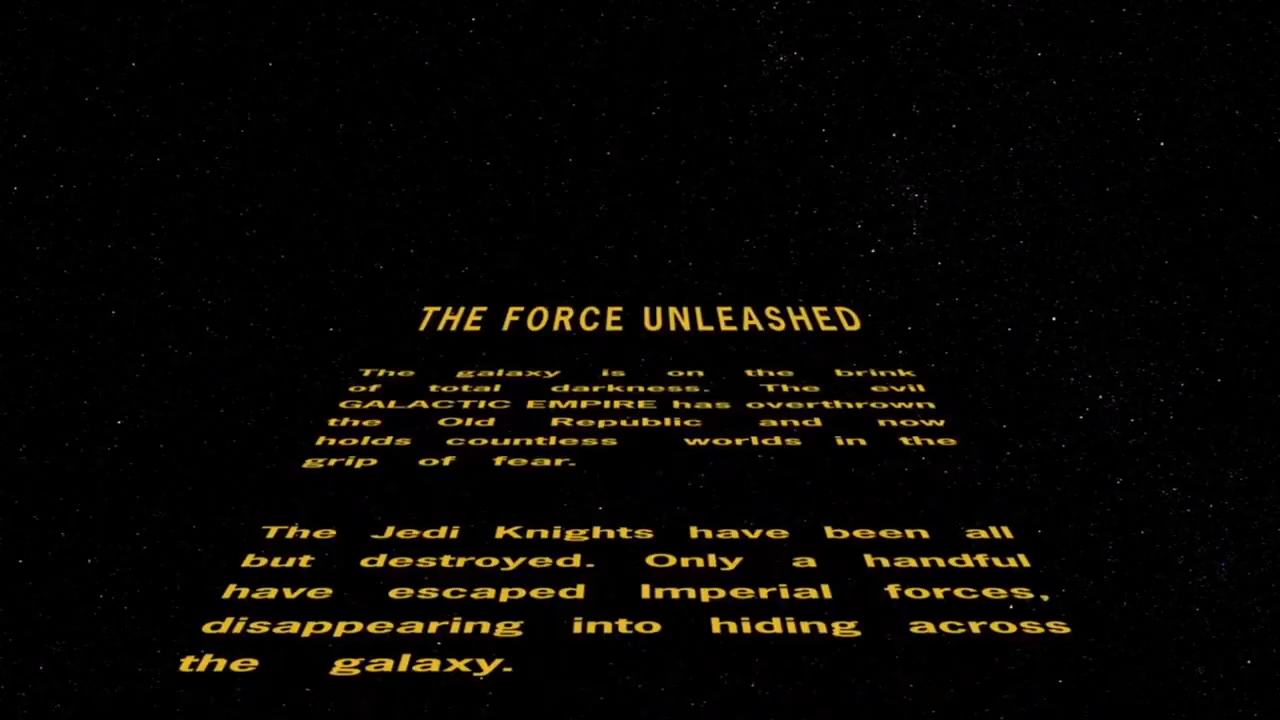 THE FORCE UNLEASHED
The galaxy is on the brink
of total darkness. The evil
GALACTIC EMPIRE has overthrown
the Old Republic and now
holds countless worlds in the
grip of fear.
The Jedi Knights have been all
but destroyed. Only a handful
have escaped Imperial forces,
disappearing into hiding across
the galaxy.